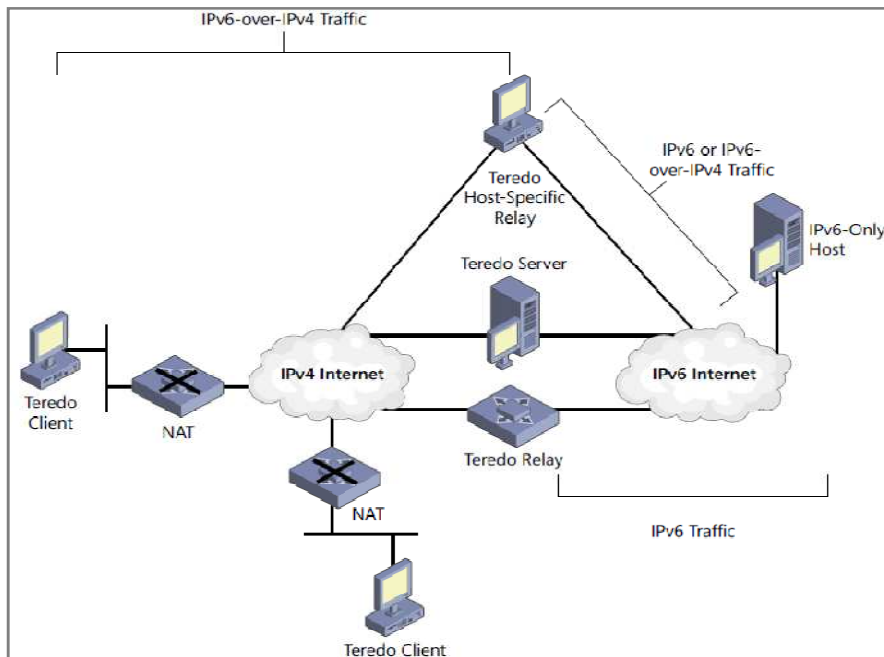 IPv6-over-IPv4 Traffic
IPv6 or IPv6-
over-IPv4 Traffic
Teredo
Host-Specific
Relay
IPv6-Only
Host
Teredo Server
IPv4 Internet
IPv6 Internet
Teredo
Client
NAT
Teredo Relay
NAT
IPv6 Traffic
Teredo Client